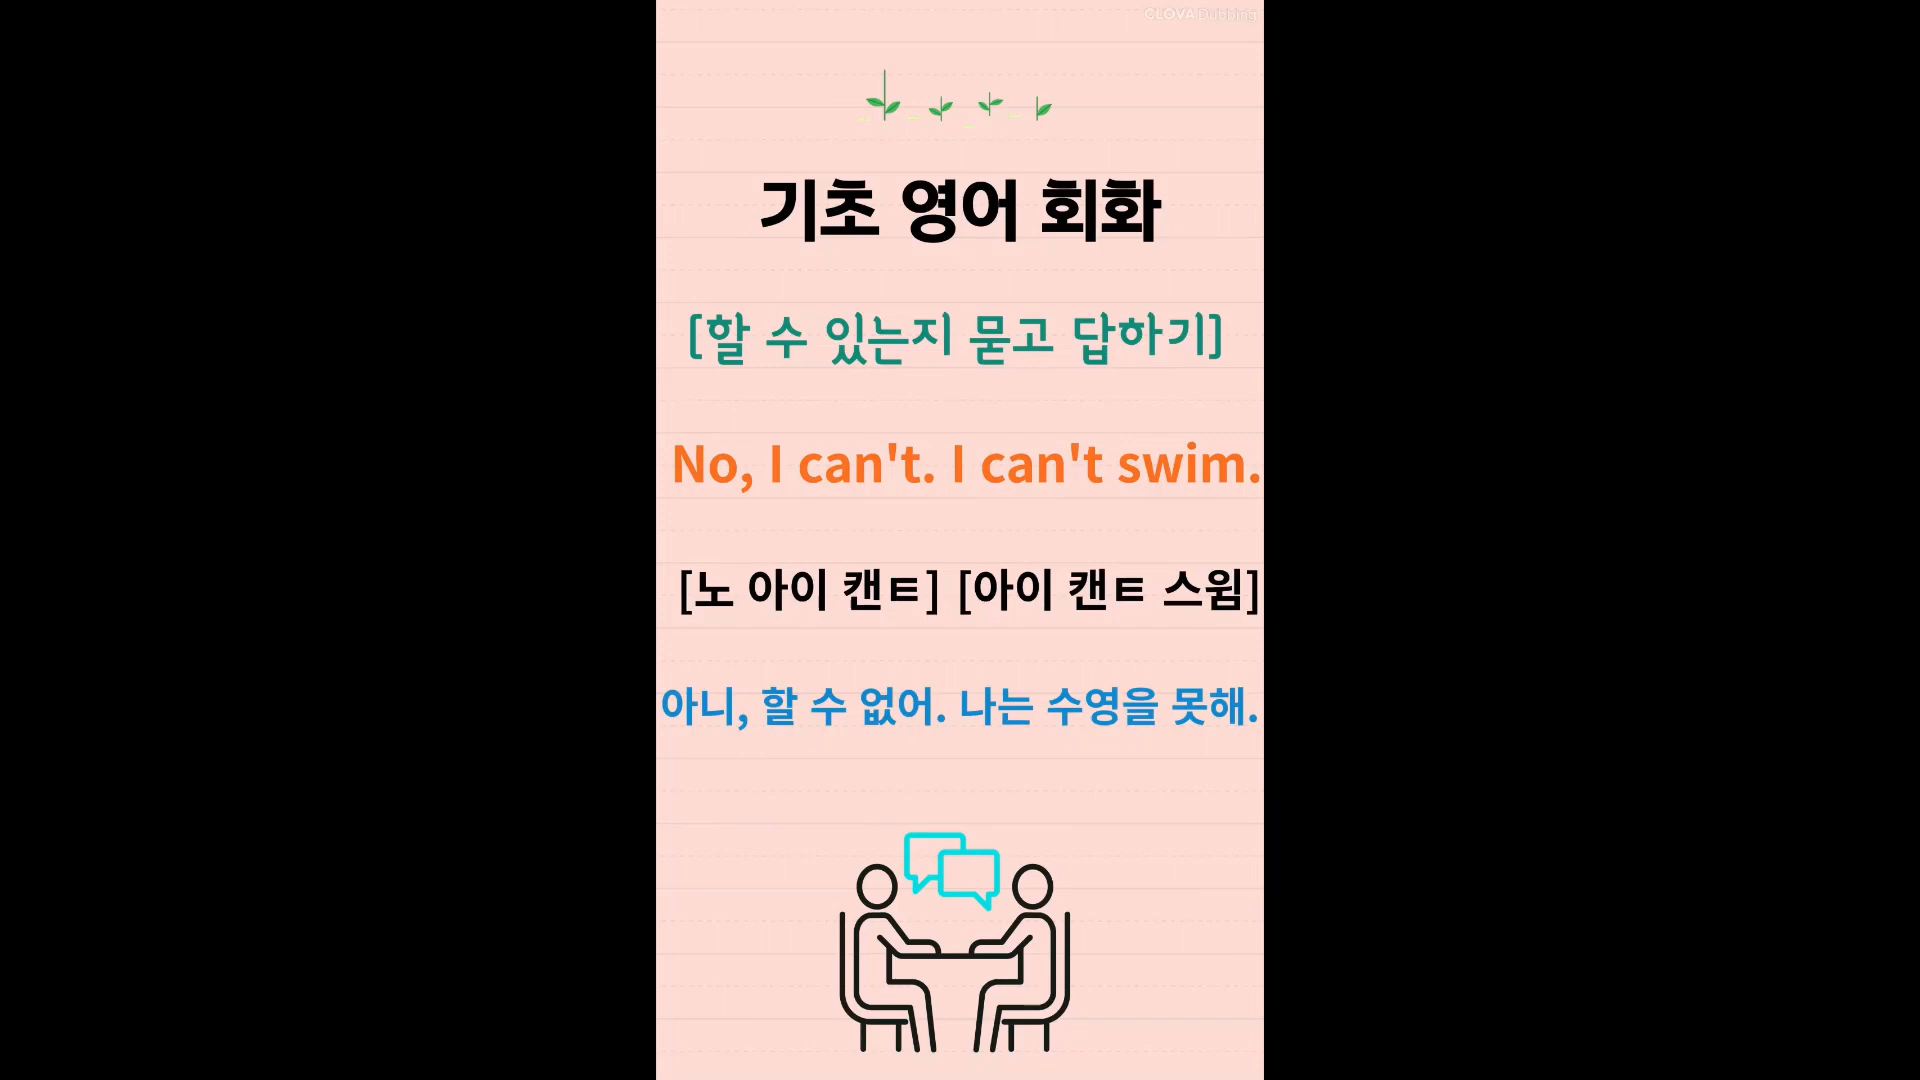 CLOVA Dubbing
기초 영어 회화
[할 수 있는지 묻고 답하기]
No, I can't. I can't swim.
[노 아이 캔ㅌ] [아이 캔ㅌ 스윔]
아니, 할 수 없어. 나는 수영을 못해.